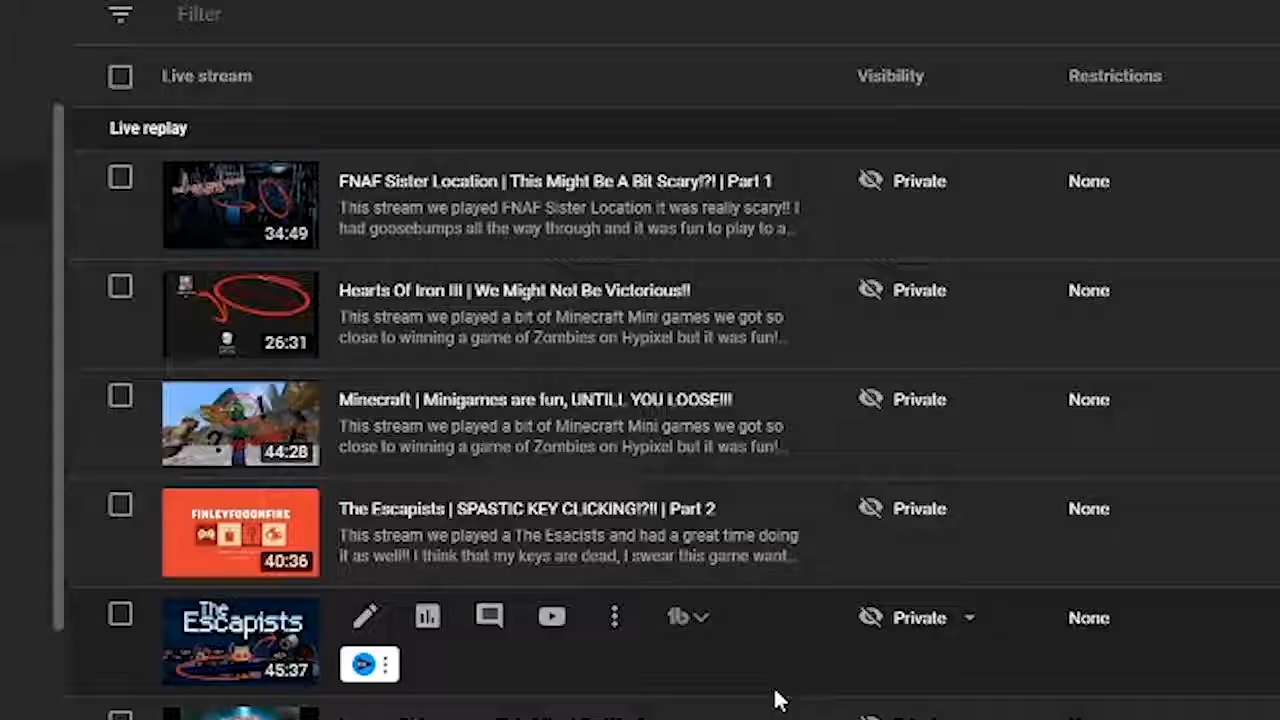 Filter
Live stream Visibility Restrictions
Live replay
FNAF Sister Location | This Might Be A Bit Scary!?! | Part 1 Private None
This stream we played FNAF Sister Location it was really scary!! I
had goosebumps all the way through and it was fun to play to a...
34:49
Hearts Of Iron III | We Might Not Be Victorious!! Private None
This stream we played a bit of Minecraft Mini games we got so
close to winning a game of Zombies on Hypixel but it was fun!...
26:31
Minecraft | Minigames are fun, UNTILL YOU LOOSE!!! Private None
This stream we played a bit of Minecraft Mini games we got so
close to winning a game of Zombies on Hypixel but it was fun!...
44:28
The Escapists | SPASTIC KEY CLICKING!?!! | Part 2 Private None
FINLEYFOONFIRE
This stream we played a The Esacists and had a great time doing
it as well!! I think that my keys are dead, I swear this game want...
40:36
The
Escapists
Private None
45:37